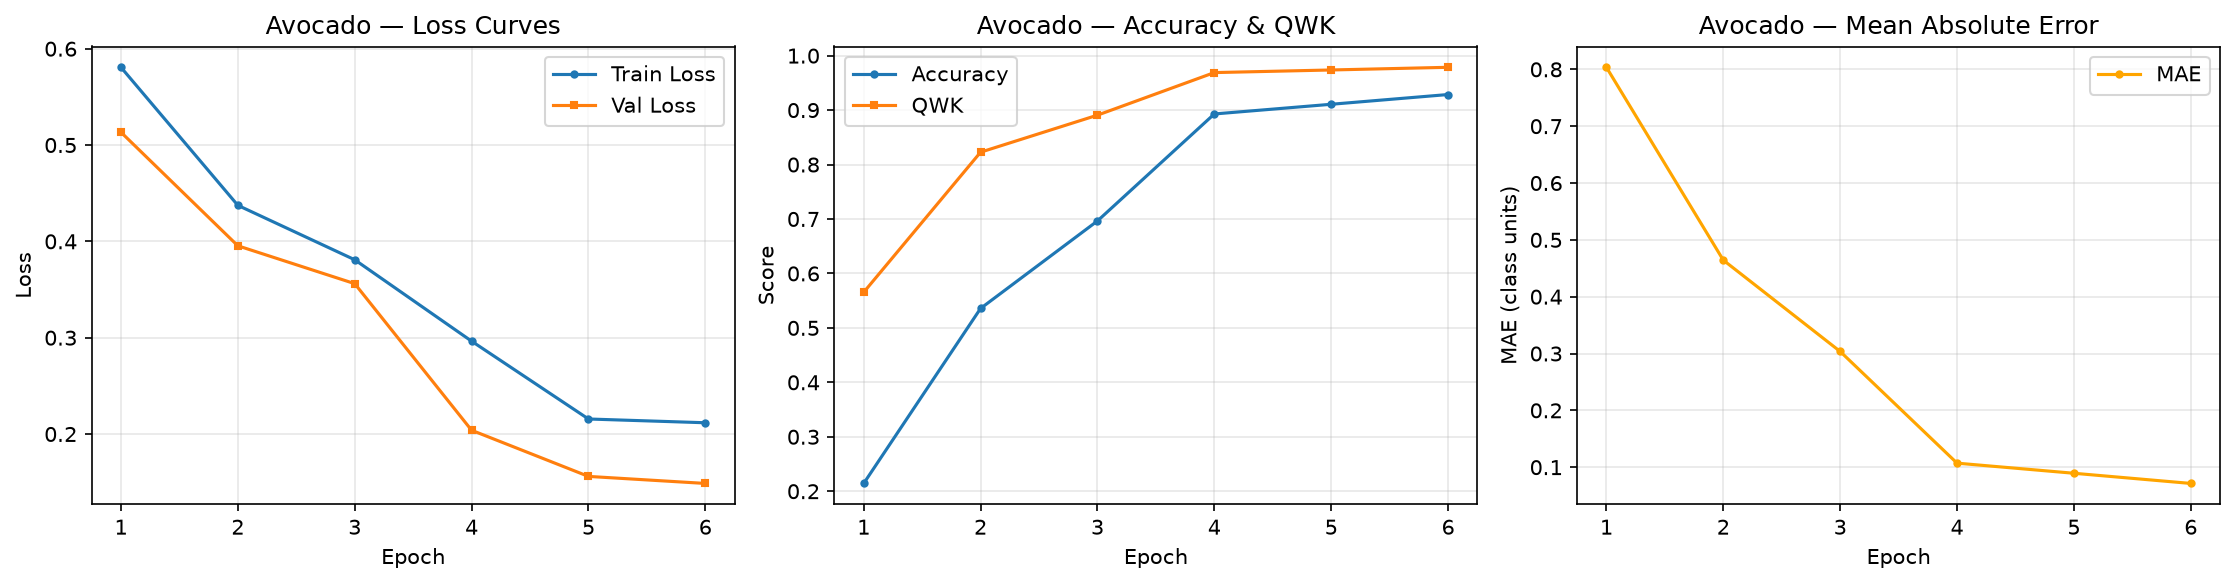 Avocado — Loss Curves
Train Loss
Val Loss
0.6
0.5
0.4
0.3
0.2
Loss
1 2 3 4 5 6
Epoch
Avocado — Accuracy & QWK
Accuracy
QWK
1.0
0.9
0.8
0.7
0.6
0.5
0.4
0.3
0.2
Score
1 2 3 4 5 6
Epoch
Avocado — Mean Absolute Error
MAE
0.8
0.7
0.6
0.5
0.4
0.3
0.2
0.1
MAE (class units)
1 2 3 4 5 6
Epoch